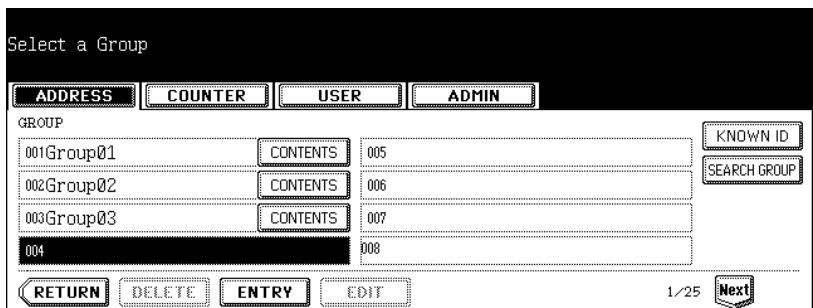 Select a Group
ADDRESS COUNTER USER ADMIN
GROUP
KNOWN ID
001Group01 CONTENTS 005
SEARCH GROUP
002Group02 CONTENTS 006
003Group03 CONTENTS 007
004 008
RETURN DELETE ENTRY EDIT 1/25 Next